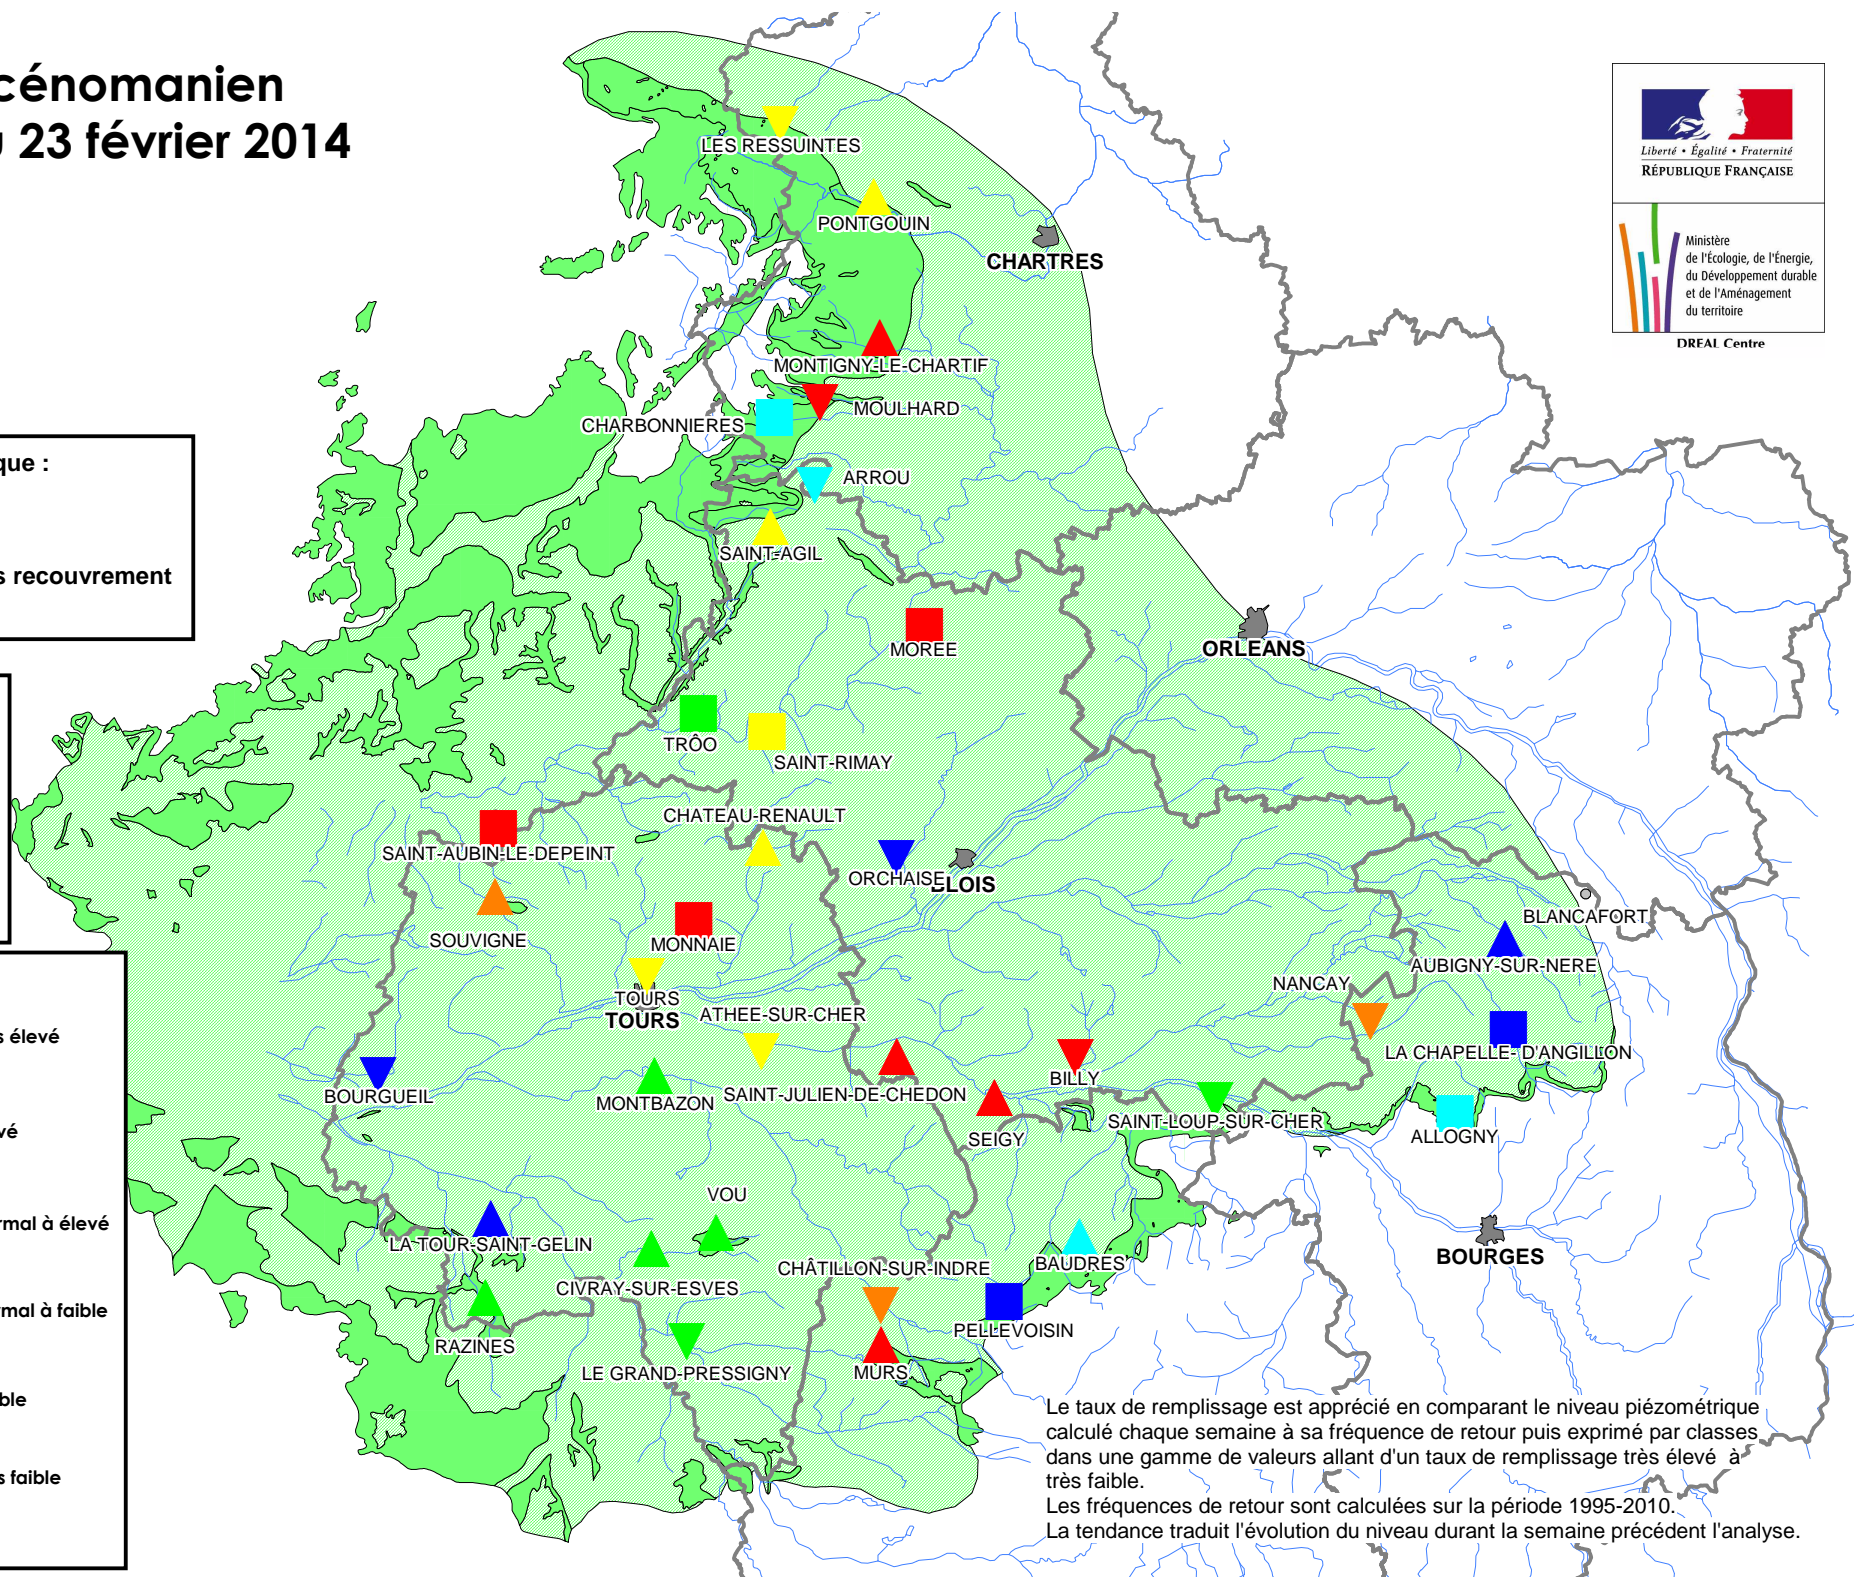 cénomanien
23 février 2014
Liberté • Égalité • Fraternité
RÉPUBLIQUE FRANÇAISE
Ministère
de l'Écologie, de l'Énergie,
du Développement durable
et de l'Aménagement
du territoire
DREAL Centre
que :
s recouvrement
s élevé
vé
rmal à élevé
rmal à faible
ble
s faible
LES RESSUINTES
PONTGOUIN
CHARTRES
MONTIGNY-LE-CHARTIF
MOULHARD
CHARBONNIERES
ARROU
SAINT-AGIL
MOREE
ORLEANS
TRÔO
SAINT-RIMAY
CHATEAU-RENAULT
SAINT-AUBIN-LE-DEPEINT
ORCHAISE
BLOIS
SOUVIGNE
MONNAIE
BLANCAFORT
AUBIGNY-SUR-NERE
NANCAY
TOURS
TOURS
ATHEE-SUR-CHER
LA CHAPELLE- D'ANGILLON
BILLY
BOURGUEIL
MONTBAZON
SAINT-JULIEN-DE-CHEDON
SAINT-LOUP-SUR-CHER
SEIGY
ALLOGNY
VOU
LA TOUR-SAINT-GELIN
BOURGES
CIVRAY-SUR-ESVES
CHÂTILLON-SUR-INDRE
BAUDRES
PELLEVOISIN
RAZINES
LE GRAND-PRESSIGNY
MURS
Le taux de remplissage est apprécié en comparant le niveau piézométrique
calculé chaque semaine à sa fréquence de retour puis exprimé par classes
dans une gamme de valeurs allant d'un taux de remplissage très élevé à
très faible.
Les fréquences de retour sont calculées sur la période 1995-2010.
La tendance traduit l'évolution du niveau durant la semaine précédent l'analyse.